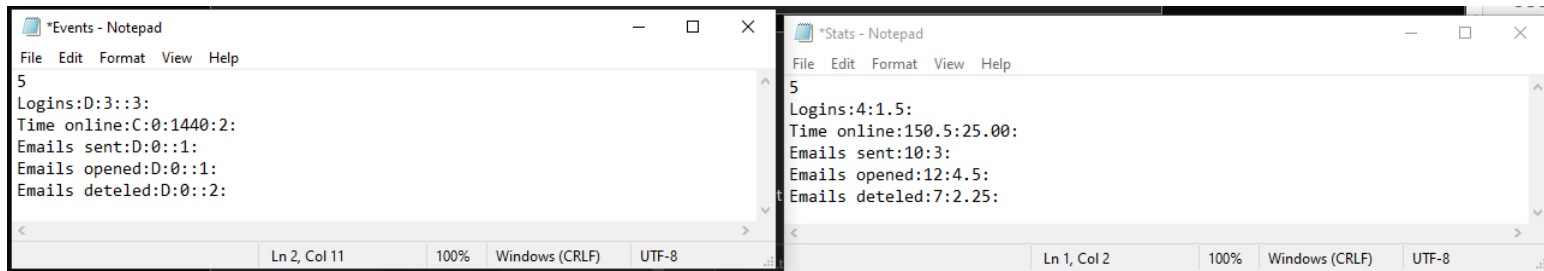 *Events - Notepad
File Edit Format View Help
5
Logins:D:3::3:
Time online:C:0:1440:2:
Emails sent:D:0::1:
Emails opened:D:0::1:
Emails deteled:D:0::2:
Ln 2, Col 11 100% Windows (CRLF) UTF-8
*Stats - Notepad
File Edit Format View Help
5
Logins:4:1.5:
Time online:150.5:25.00:
Emails sent:10:3:
Emails opened:12:4.5:
Emails deteled:7:2.25:
Ln 1, Col 2 100% Windows (CRLF) UTF-8